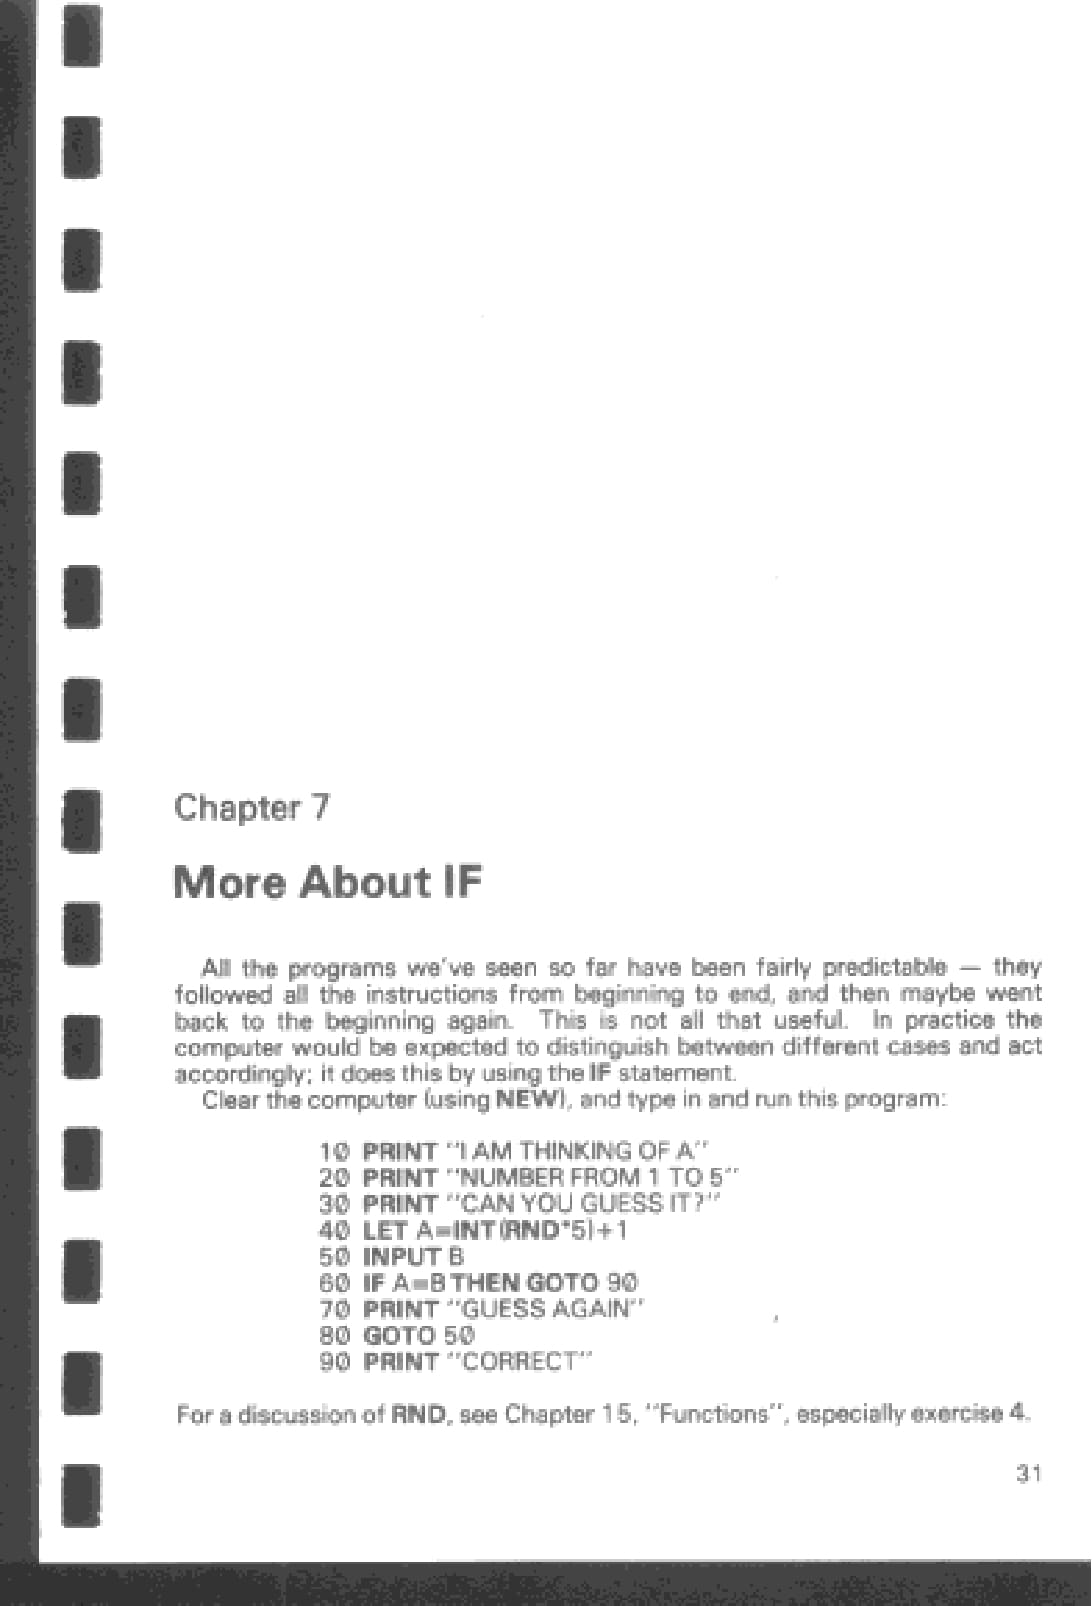 Chapter 7
More About IF
All the programs we've seen so far have been fairly predictable — they
followed all the instructions from beginning to end, and then maybe went
back to the beginning again. This is not all that useful. In practice the
computer would be expected to distinguish between different cases and act
accordingly; it does this by using the IF statement.
Clear the computer (using NEW), and type in and run this program:
10 PRINT "I AM THINKING OF A"
20 PRINT "NUMBER FROM 1 TO 5"
30 PRINT "CAN YOU GUESS IT?"
40 LET A=INT(RND*5)+1
50 INPUT B
60 IF A=B THEN GOTO 90
70 PRINT "GUESS AGAIN"
80 GOTO 50
90 PRINT "CORRECT"
For a discussion of RND, see Chapter 15, "Functions", especially exercise 4.
31